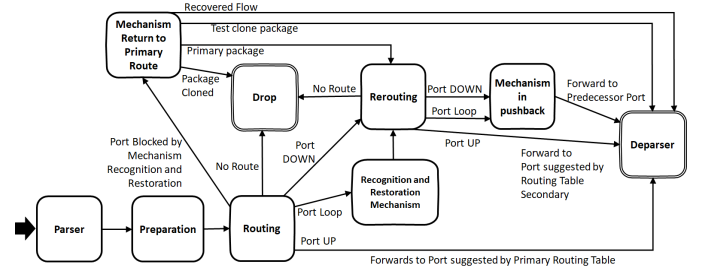 Recovered Flow
Test clone package
Mechanism
Return to
Primary
Route
Primary package
Package
Cloned
Drop
No Route
Rerouting
Port DOWN
Port Loop
Mechanism
in
pushback
Forward to
Predecessor Port
Deparser
Port UP
Forward to
Port suggested by
Routing Table
Secondary
Port Blocked by
Mechanism
Recognition and
Restoration
No Route
Port
DOWN
Recognition and
Restoration
Mechanism
Port Loop
Parser
Preparation
Routing
Port UP
Forwards to Port suggested by Primary Routing Table